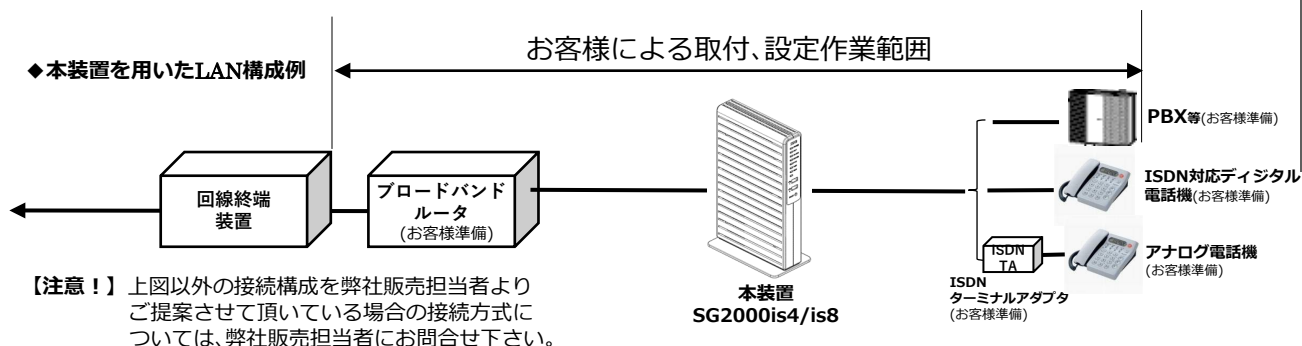 お客様による取付、設定作業範囲
◆本装置を用いたLAN構成例
PBX等(お客様準備)
ISDN対応ディジタル
電話機(お客様準備)
回線終端
装置
ブロードバンド
ルータ
(お客様準備)
ISDN
TA
アナログ電話機
(お客様準備)
ISDN
ターミナルアダプタ
(お客様準備)
本装置
SG2000is4/is8
【注意！】上図以外の接続構成を弊社販売担当者より
ご提案させて頂いている場合の接続方式に
ついては、弊社販売担当者にお問合せ下さい。